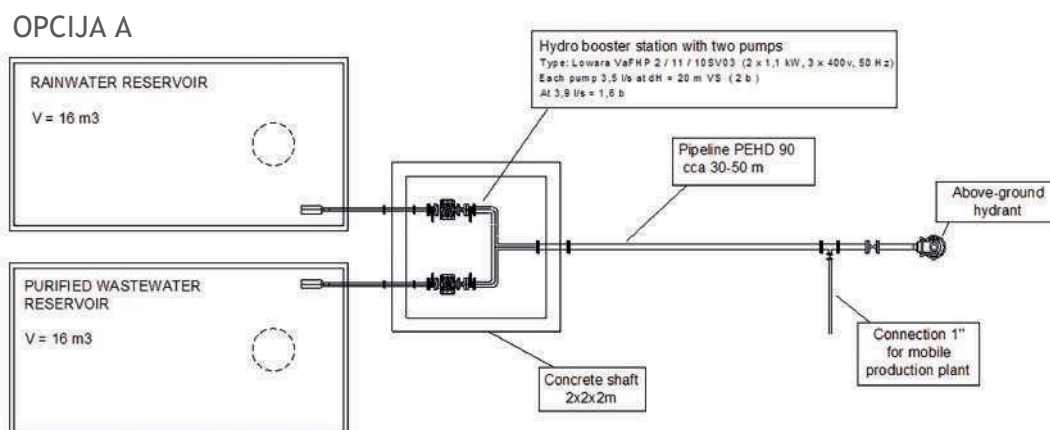 OPCIJA A
RAINWATER RESERVOIR
V = 16 m3
Hydro booster station with two pumps
Type: Lowara VaFHP 2 / 11 / 10SV03 (2 x 1,1 kW, 3 x 400v, 50 Hz)
Each pump 3,5 l/s at dH = 20 m VS (2 b)
At 3,9 l/s = 1,6 b
Pipeline PEHD 90
cca 30-50 m
Above-ground
hydrant
PURIFIED WASTEWATER
RESERVOIR
V = 16 m3
Concrete shaft
2x2x2m
Connection 1"
for mobile
production plant